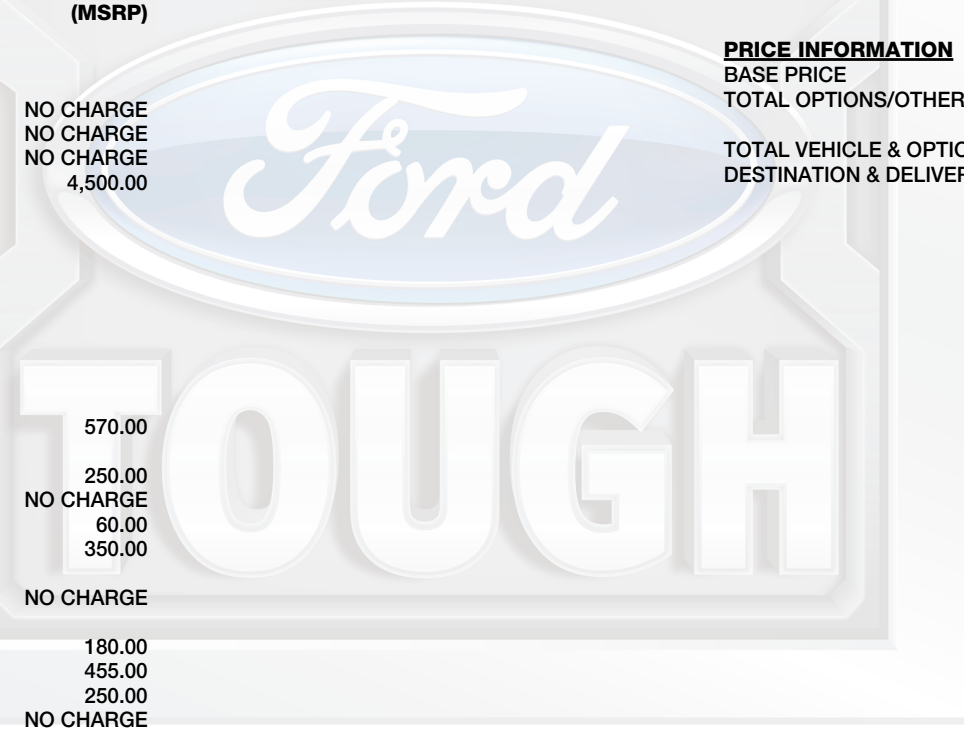 (MSRP)
NO CHARGE
NO CHARGE
NO CHARGE
4,500.00
570.00
250.00
NO CHARGE
60.00
350.00
NO CHARGE
180.00
455.00
250.00
NO CHARGE
PRICE INFORMATION
BASE PRICE
TOTAL OPTIONS/OTHER
TOTAL VEHICLE & OPTIO
DESTINATION & DELIVER
Ford
TOUGH